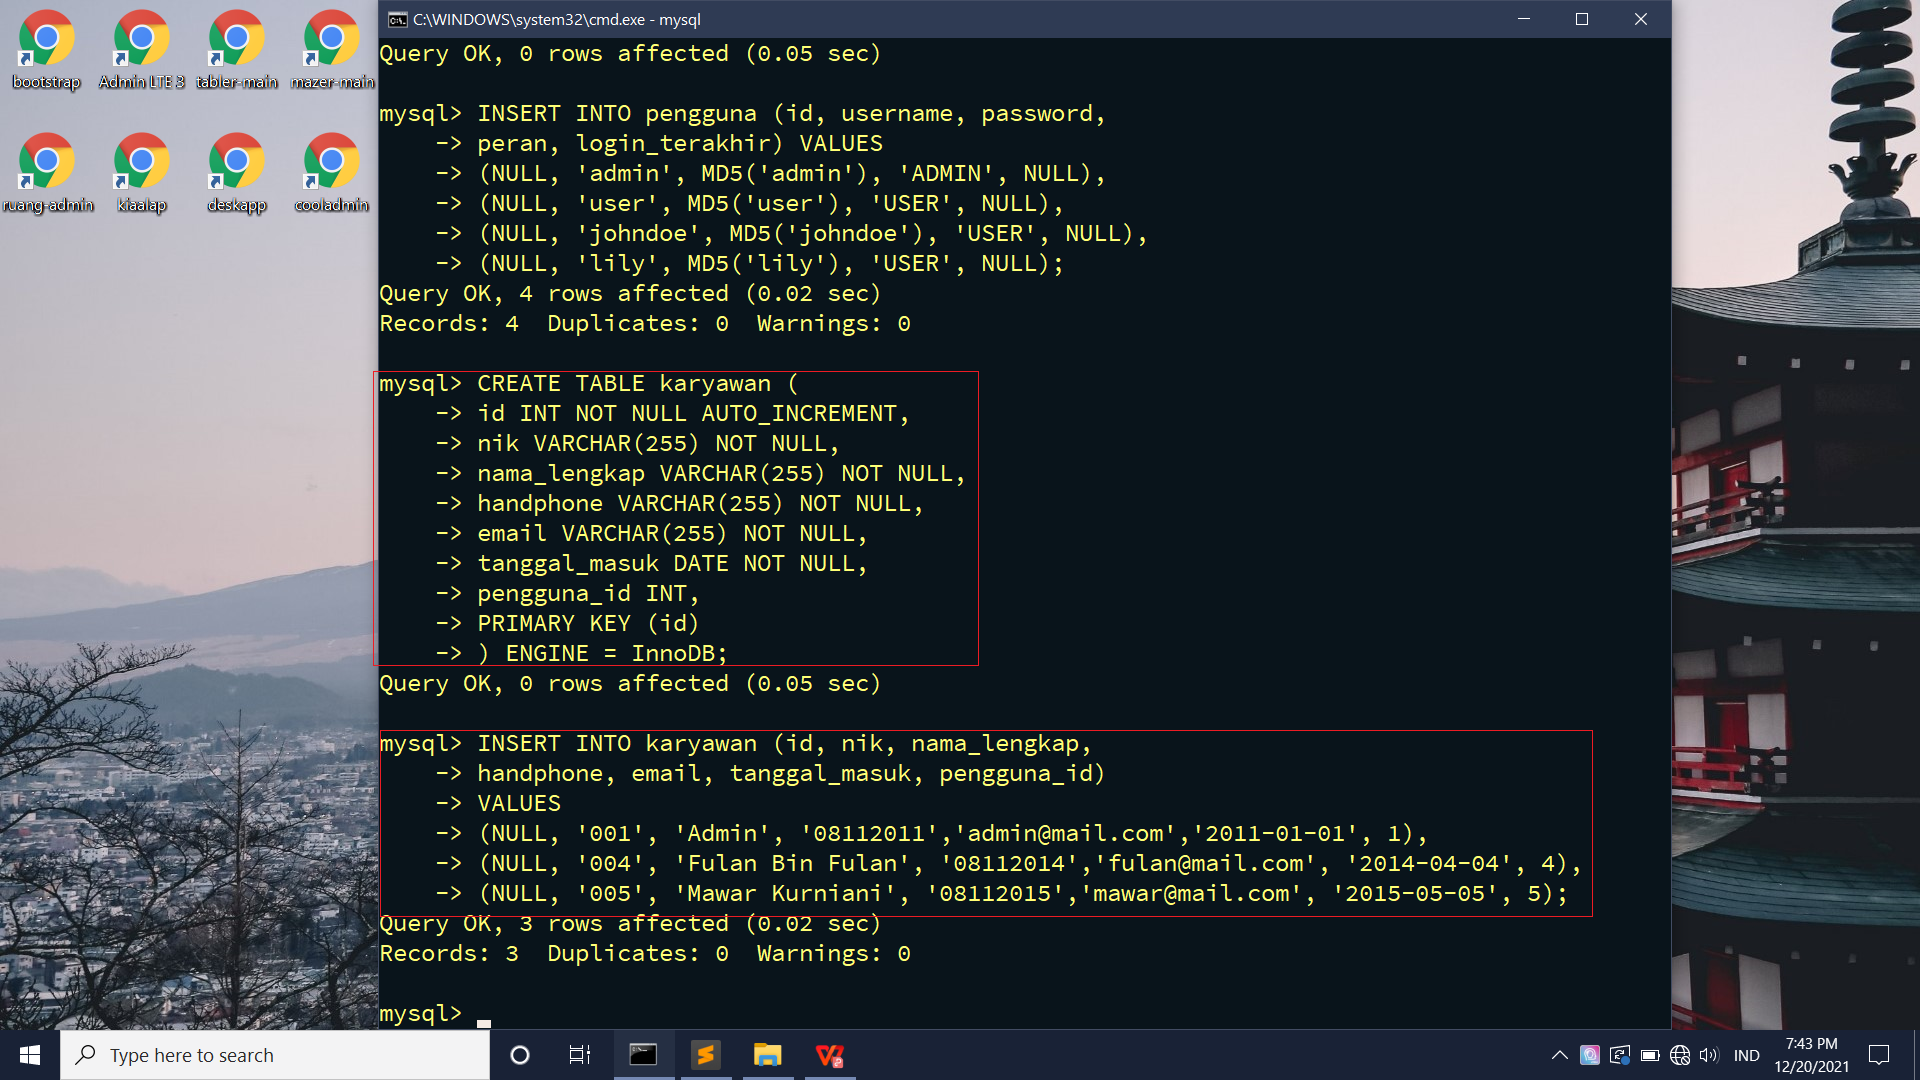 bootstrap
Admin LTE 3
tabler-main
mazer-main
ruang-admin
kiaalap
deskapp
cooladmin
C:\WINDOWS\system32\cmd.exe - mysql
Query OK, 0 rows affected (0.05 sec)
mysql> INSERT INTO pengguna (id, username, password,
-> peran, login_terakhir) VALUES
-> (NULL, 'admin', MD5('admin'), 'ADMIN', NULL),
-> (NULL, 'user', MD5('user'), 'USER', NULL),
-> (NULL, 'johndoe', MD5('johndoe'), 'USER', NULL),
-> (NULL, 'lily', MD5('lily'), 'USER', NULL);
Query OK, 4 rows affected (0.02 sec)
Records: 4  Duplicates: 0  Warnings: 0
mysql> CREATE TABLE karyawan (
-> id INT NOT NULL AUTO_INCREMENT,
-> nik VARCHAR(255) NOT NULL,
-> nama_lengkap VARCHAR(255) NOT NULL,
-> handphone VARCHAR(255) NOT NULL,
-> email VARCHAR(255) NOT NULL,
-> tanggal_masuk DATE NOT NULL,
-> pengguna_id INT,
-> PRIMARY KEY (id)
-> ) ENGINE = InnoDB;
Query OK, 0 rows affected (0.05 sec)
mysql> INSERT INTO karyawan (id, nik, nama_lengkap,
-> handphone, email, tanggal_masuk, pengguna_id)
-> VALUES
-> (NULL, '001', 'Admin', '08112011','admin@mail.com','2011-01-01', 1),
-> (NULL, '004', 'Fulan Bin Fulan', '08112014','fulan@mail.com', '2014-04-04', 4),
-> (NULL, '005', 'Mawar Kurniani', '08112015','mawar@mail.com', '2015-05-05', 5);
Query OK, 3 rows affected (0.02 sec)
Records: 3  Duplicates: 0  Warnings: 0
mysql>
Type here to search
IND
7:43 PM
12/20/2021